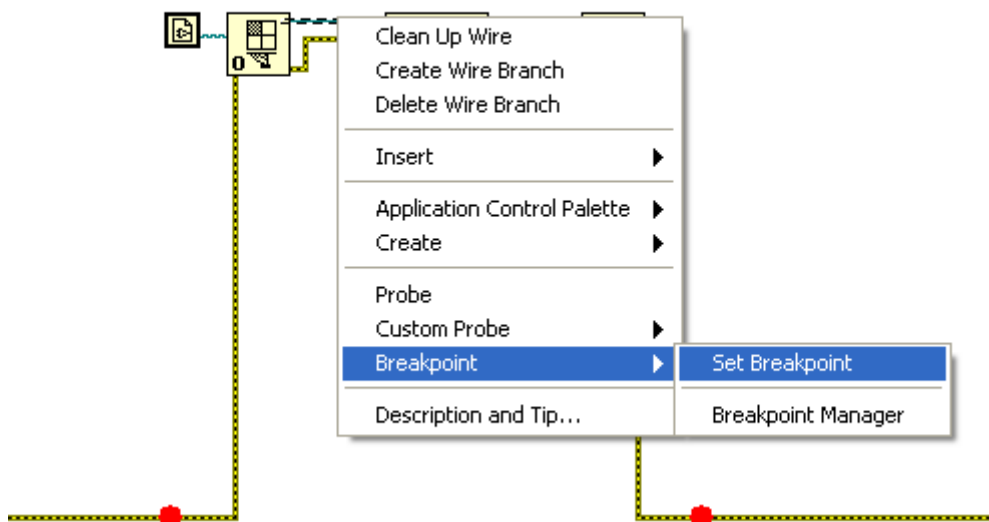 0
Clean Up Wire
Create Wire Branch
Delete Wire Branch
Insert
Application Control Palette
Create
Probe
Custom Probe
Breakpoint
Set Breakpoint
Description and Tip...
Breakpoint Manager